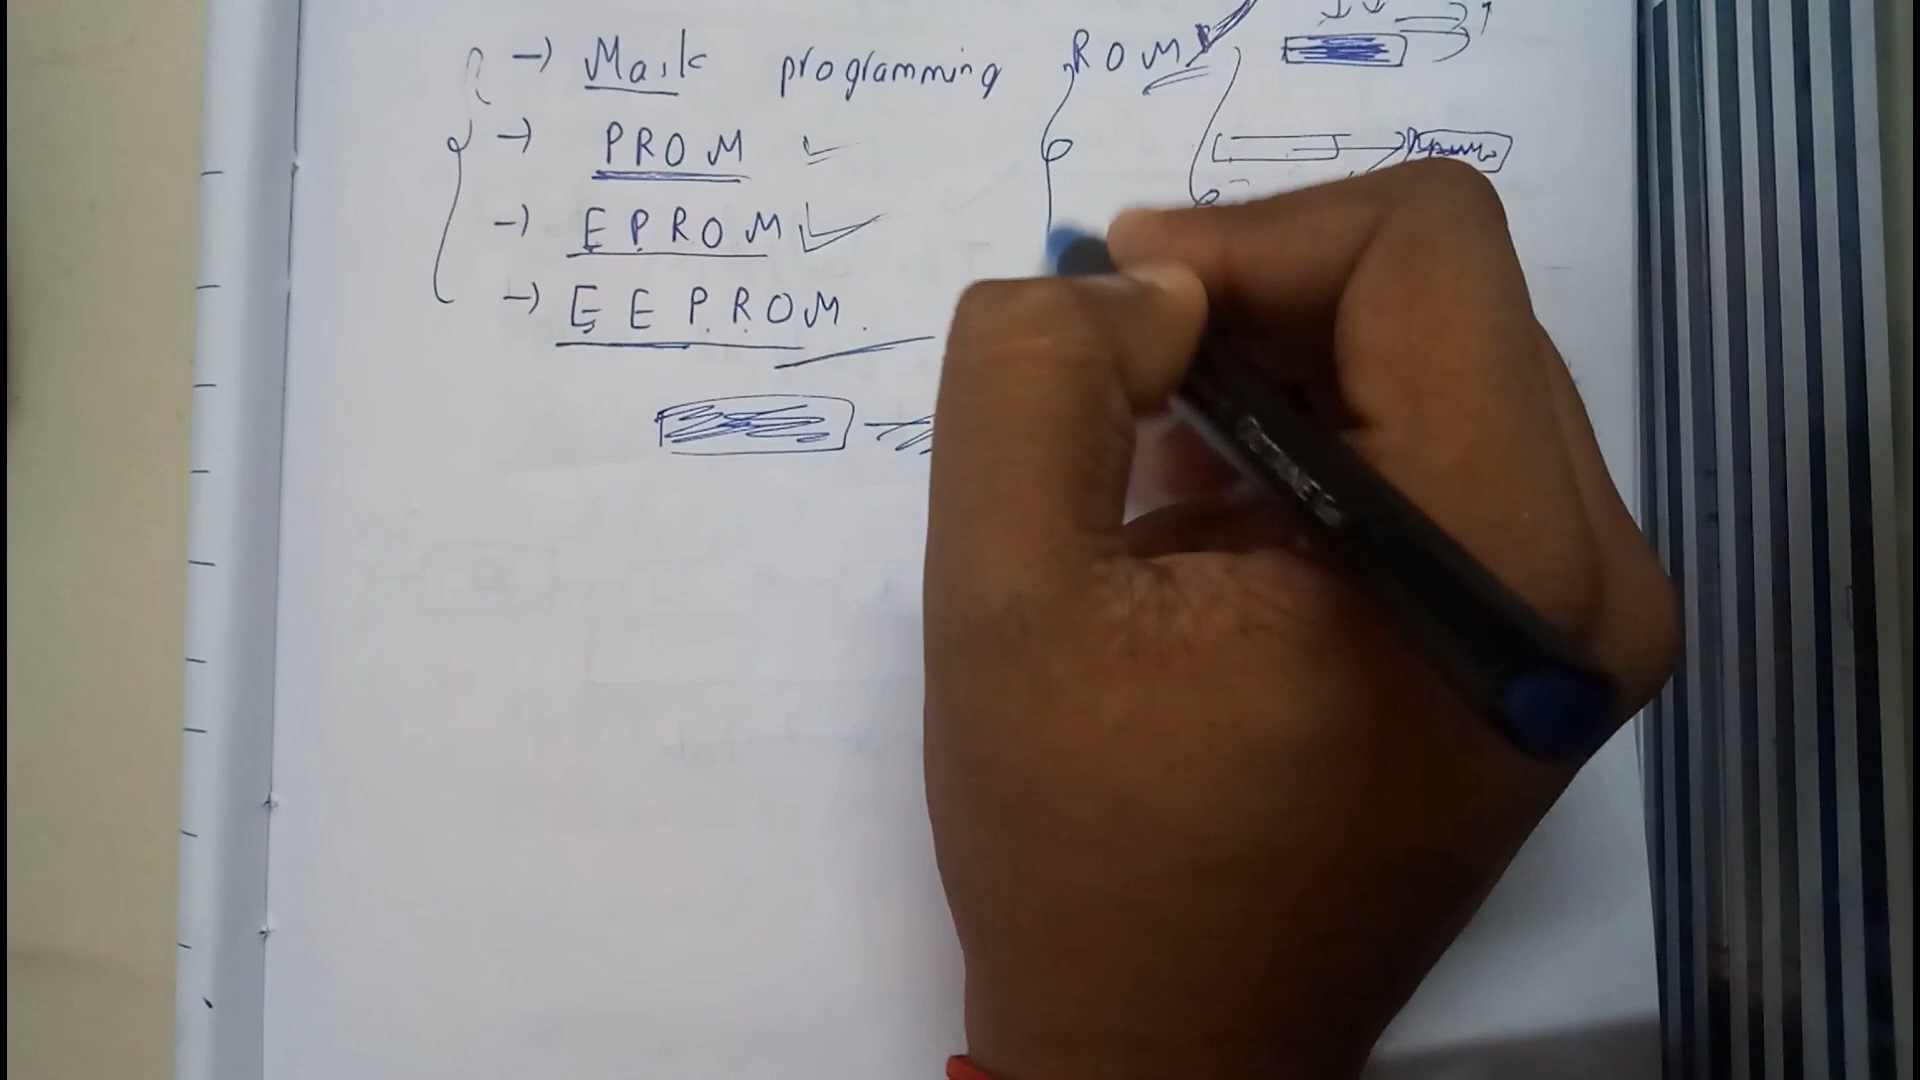 → Mask programming ROM
→ PROM
→ EPROM
→ EEPROM.